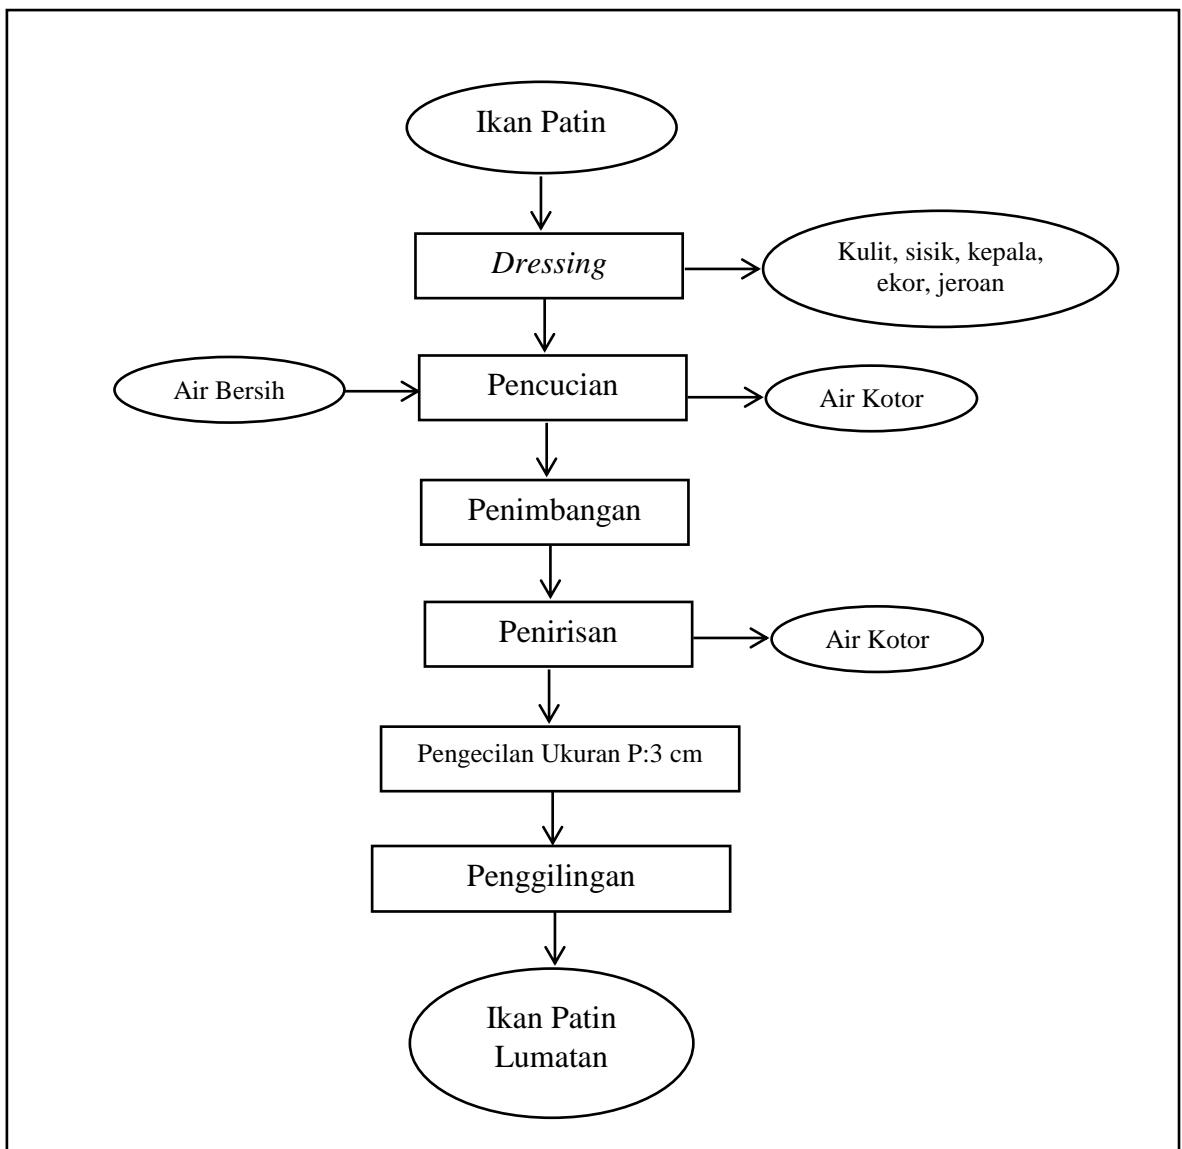 Ikan Patin
Dressing
Kulit, sisik, kepala,
ekor, jeroan
Air Bersih
Pencucian
Air Kotor
Penimbangan
Penirisan
Air Kotor
Pengecilan Ukuran P:3 cm
Penggilingan
Ikan Patin
Lumatan